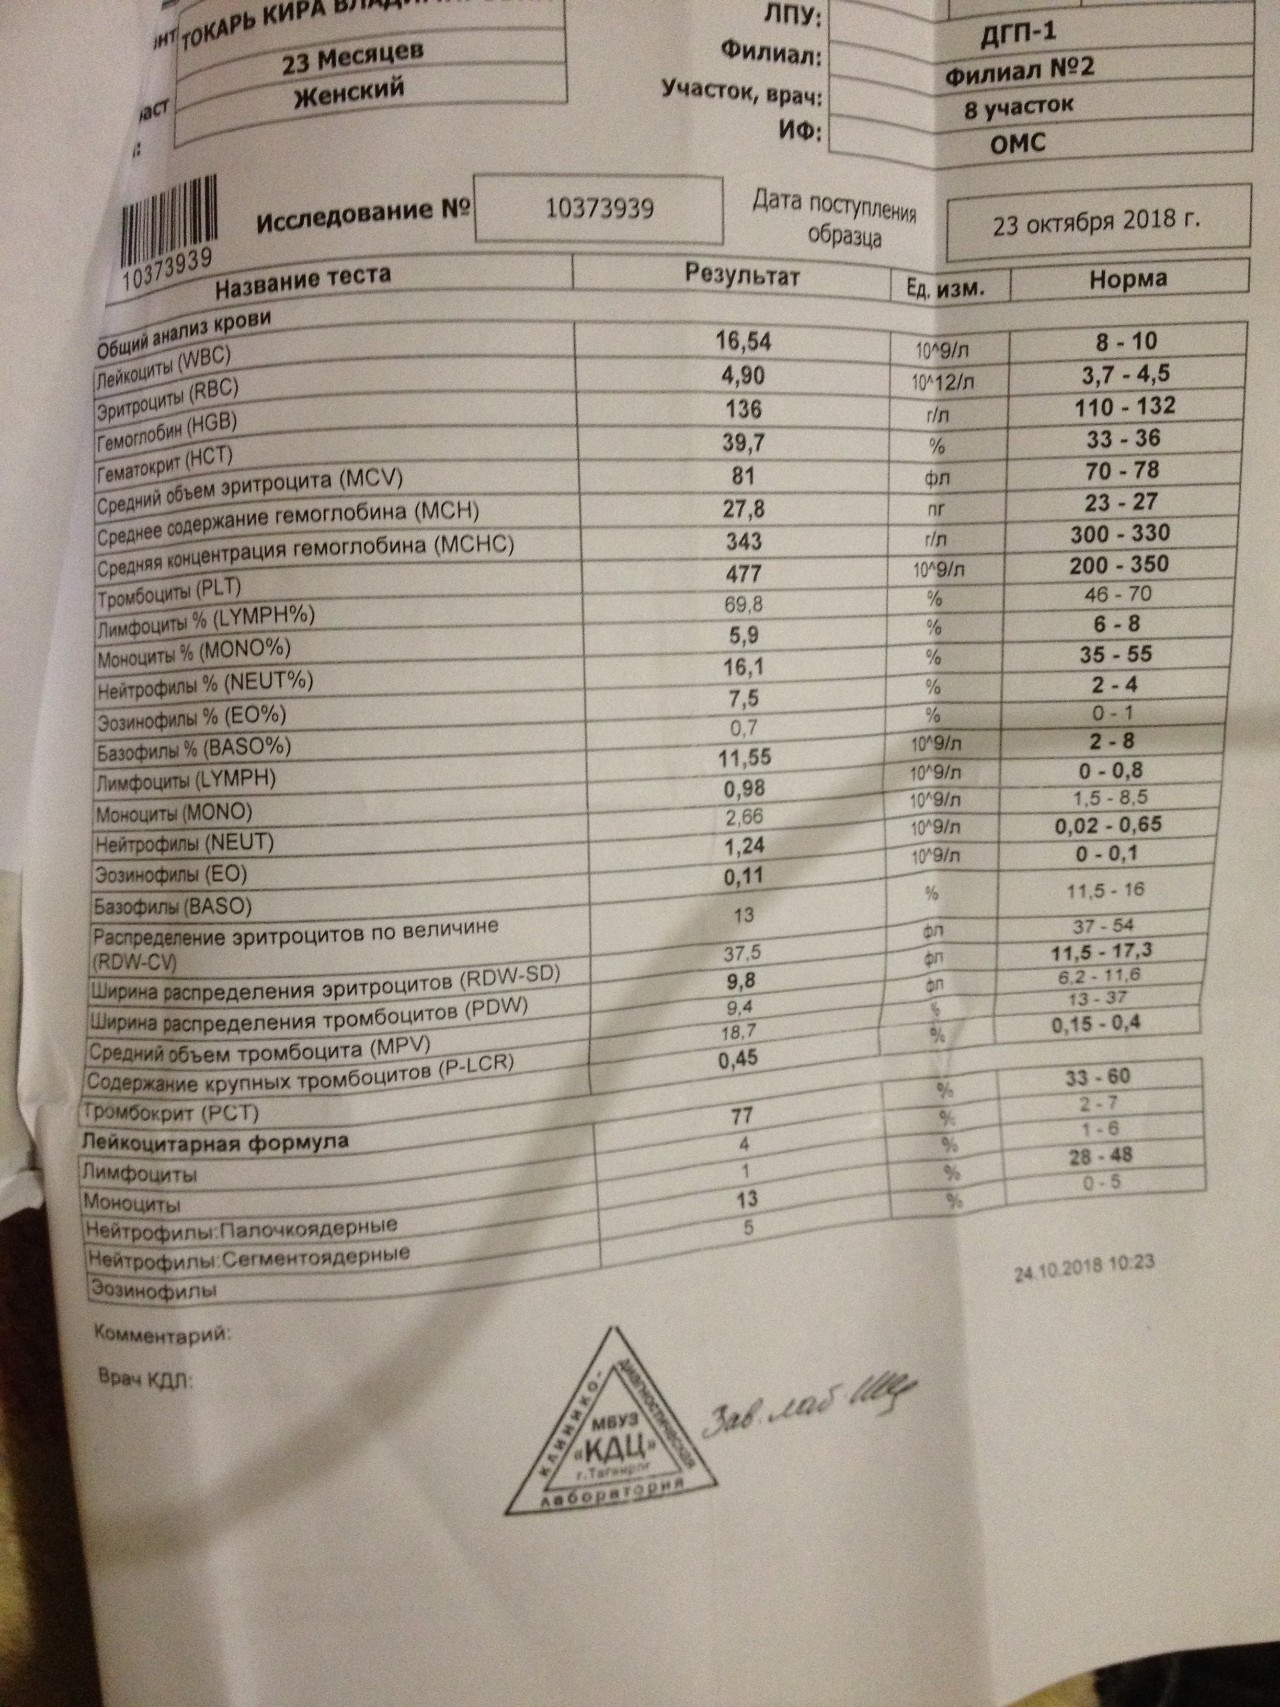 ТОКАРЬ КИРА
ЛПУ:
ДГП-1
23 Месяцев
Филиал:
Филиал №2
Женский
Участок, врач:
8 участок
ИФ:
ОМС
10373939
Исследование №
10373939
Дата поступления образца
23 октября 2018 г.
Название теста Результат Ед. изм. Норма
Общий анализ крови
Лейкоциты (WBC) 16,54 10^9/л 8 - 10
Эритроциты (RBC) 4,90 10^12/л 3,7 - 4,5
Гемоглобин (HGB) 136 г/л 110 - 132
Гематокрит (HCT) 39,7 % 33 - 36
Средний объем эритроцита (MCV) 81 фл 70 - 78
Среднее содержание гемоглобина (MCH) 27,8 пг 23 - 27
Средняя концентрация гемоглобина (MCHC) 343 г/л 300 - 330
Тромбоциты (PLT) 477 10^9/л 200 - 350
Лимфоциты % (LYMPH%) 69,8 % 46 - 70
Моноциты % (MONO%) 5,9 % 6 - 8
Нейтрофилы % (NEUT%) 16,1 % 35 - 55
Эозинофилы % (EO%) 7,5 % 2 - 4
Базофилы % (BASO%) 0,7 % 0 - 1
Лимфоциты (LYMPH) 11,55 10^9/л 2 - 8
Моноциты (MONO) 0,98 10^9/л 0 - 0,8
Нейтрофилы (NEUT) 2,66 10^9/л 1,5 - 8,5
Эозинофилы (EO) 1,24 10^9/л 0,02 - 0,65
Базофилы (BASO) 0,11 10^9/л 0 - 0,1
Распределение эритроцитов по величине
(RDW-CV) 13 % 11,5 - 16
Ширина распределения эритроцитов (RDW-SD) 37,5 фл 37 - 54
Ширина распределения тромбоцитов (PDW) 9,8 фл 11,5 - 17,3
Средний объем тромбоцита (MPV) 9,4 фл 6,2 - 11,6
Содержание крупных тромбоцитов (P-LCR) 18,7 % 13 - 37
Тромбокрит (PCT) 0,45 % 0,15 - 0,4
Лейкоцитарная формула
Лимфоциты 77 % 33 - 60
Моноциты 4 % 2 - 7
Нейтрофилы:Палочкоядерные 1 % 1 - 6
Нейтрофилы:Сегментоядерные 13 % 28 - 48
Эозинофилы 5 % 0 - 5
24.10.2018 10:23
Комментарий:
Врач КДЛ:
КЛИНИКО-ДИАГНОСТИЧЕСКАЯ
МБУЗ
«КДЦ»
г.Таганрог
Лаборатория
Зав. лаб.